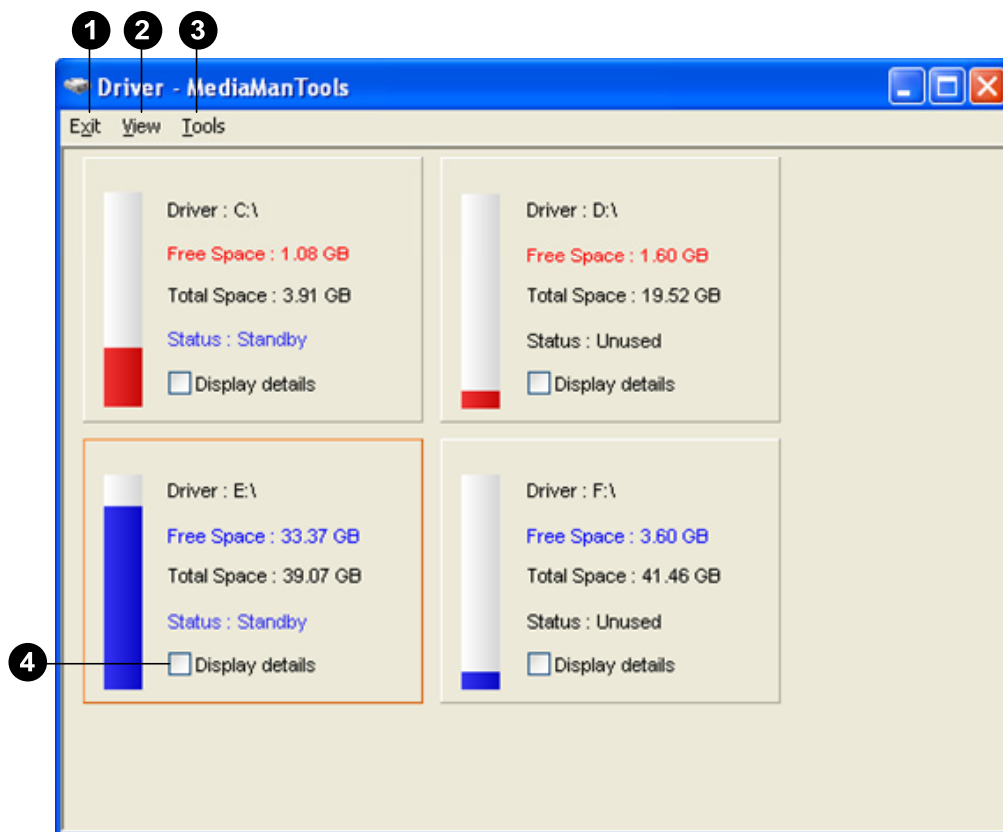 1 2 3
Driver - MediaManTools
Exit View Tools
Driver : C:\
Free Space : 1.08 GB
Total Space : 3.91 GB
Status : Standby
Display details
Driver : D:\
Free Space : 1.60 GB
Total Space : 19.52 GB
Status : Unused
Display details
Driver : E:\
Free Space : 33.37 GB
Total Space : 39.07 GB
Status : Standby
4
Display details
Driver : F:\
Free Space : 3.60 GB
Total Space : 41.46 GB
Status : Unused
Display details